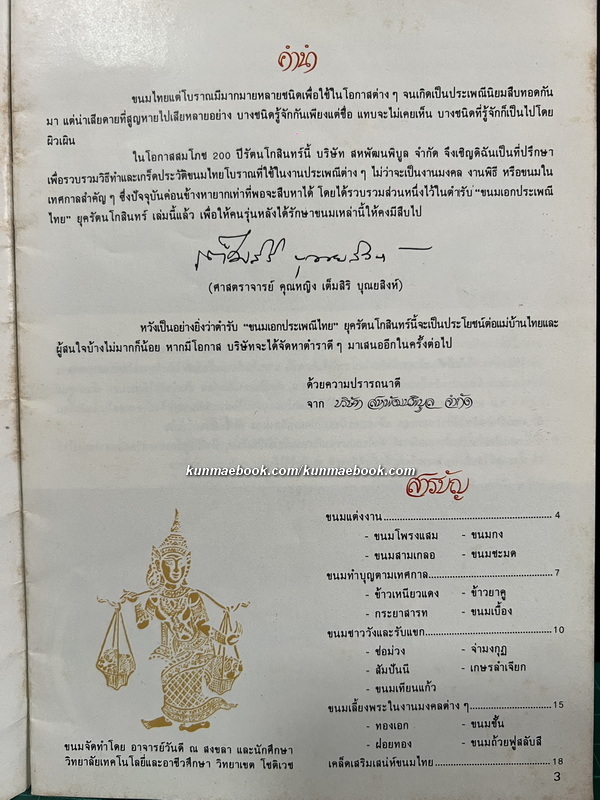 คำนำ
ขนมไทยแต่โบราณมีมากมายหลายชนิดเพื่อใช้ในโอกาสต่าง ๆ จนเกิดเป็นประเพณีนิยมสืบทอดกัน
มา แต่น่าเสียดายที่สูญหายไปเสียหลายอย่าง บางชนิดรู้จักกันเพียงแต่ชื่อ แทบจะไม่เคยเห็น บางชนิดที่รู้จักก็เป็นไปโดย
ผิวเผิน
ในโอกาสสมโภช 200 ปีรัตนโกสินทร์นี้ บริษัท สหพัฒนพิบูล จำกัด จึงเชิญดิฉันเป็นที่ปรึกษา
เพื่อรวบรวมวิธีทำและเกร็ดประวัติขนมไทยโบราณที่ใช้ในงานประเพณีต่าง ๆ ไม่ว่าจะเป็นงานมงคล งานพิธี หรือขนมใน
เทศกาลสำคัญ ๆ ซึ่งปัจจุบันค่อนข้างหายากเท่าที่พอจะสืบหาได้ โดยได้รวบรวมส่วนหนึ่งไว้ในตำรับ "ขนมเอกประเพณี
ไทย" ยุครัตนโกสินทร์ เล่มนี้แล้ว เพื่อให้คนรุ่นหลังได้รักษาขนมเหล่านี้ให้คงมีสืบไป
เต็มสิริ บุณยสิงห์
(ศาสตราจารย์ คุณหญิง เต็มสิริ บุณยสิงห์)
หวังเป็นอย่างยิ่งว่าตำรับ "ขนมเอกประเพณีไทย" ยุครัตนโกสินทร์นี้จะเป็นประโยชน์ต่อแม่บ้านไทยและ
ผู้สนใจบ้างไม่มากก็น้อย หากมีโอกาส บริษัทจะได้จัดหาตำราดี ๆ มาเสนออีกในครั้งต่อไป
ด้วยความปรารถนาดี
จาก บริษัท สหพัฒนพิบูล จำกัด
kunmaebook.com/kunmaebook.com
สารบัญ
ขนมแต่งงาน 4
- ขนมโพรงแสม - ขนมกง
- ขนมสามเกลอ - ขนมชะมด
ขนมทำบุญตามเทศกาล 7
- ข้าวเหนียวแดง - ข้าวยาคู
- กระยาสารท - ขนมเบื้อง
ขนมชาววังและรับแขก 10
- ช่อม่วง - จ่ามงกุฎ
- สัมปันนี - เกษรลำเจียก
- ขนมเทียนแก้ว
ขนมเลี้ยงพระในงานมงคลต่าง ๆ 15
- ทองเอก - ขนมชั้น
- ฝอยทอง - ขนมถ้วยฟูสลับสี
เคล็ดเสริมเสน่ห์ขนมไทย 18
ขนมจัดทำโดย อาจารย์วันดี ณ สงขลา และนักศึกษา
วิทยาลัยเทคโนโลยี่และอาชีวศึกษา วิทยาเขต โชติเวช
3